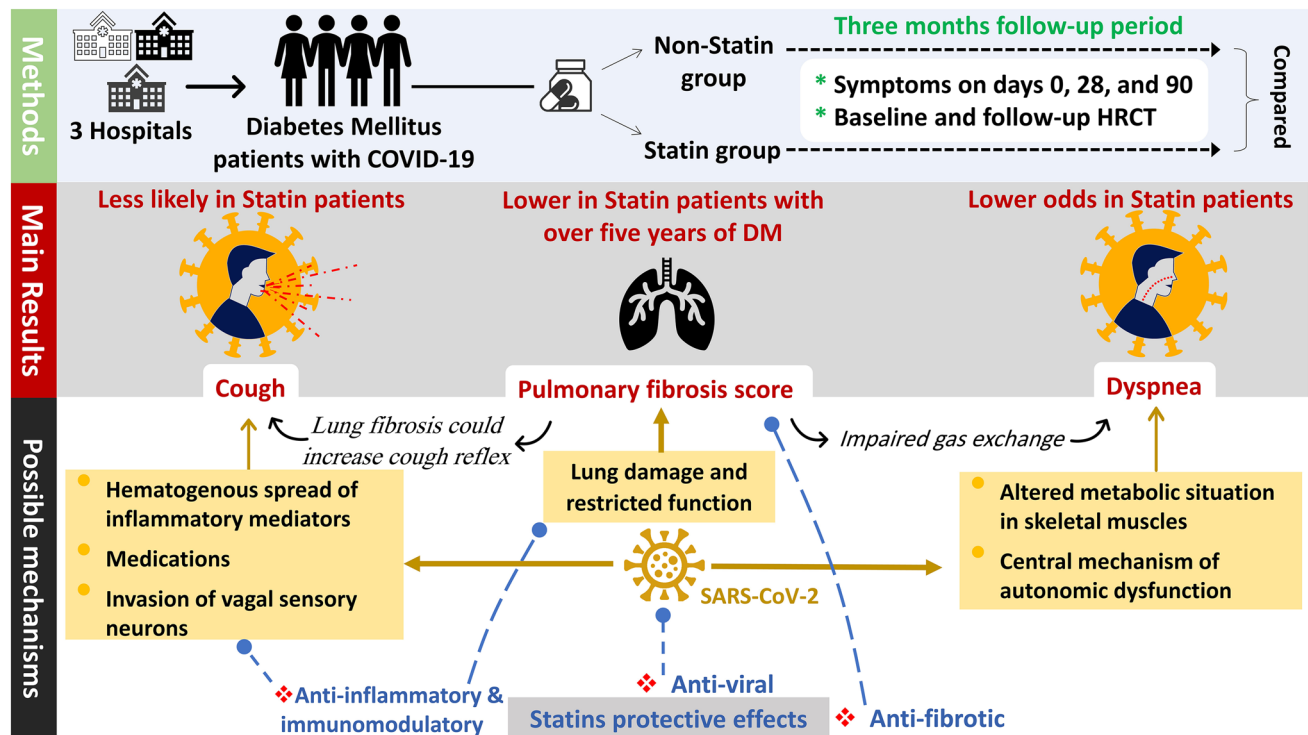 Methods
3 Hospitals
Diabetes Mellitus
patients with COVID-19
Non-Statin
group
Statin group
Three months follow-up period
* Symptoms on days 0, 28, and 90
* Baseline and follow-up HRCT
Compared
Main Results
Less likely in Statin patients
Cough
Lower in Statin patients with
over five years of DM
Pulmonary fibrosis score
Lower odds in Statin patients
Dyspnea
Possible mechanisms
Lung fibrosis could
increase cough reflex
Impaired gas exchange
Hematogenous spread of
inflammatory mediators
Medications
Invasion of vagal sensory
neurons
Lung damage and
restricted function
SARS-CoV-2
Altered metabolic situation
in skeletal muscles
Central mechanism of
autonomic dysfunction
Anti-inflammatory &
immunomodulatory
Anti-viral
Statins protective effects
Anti-fibrotic